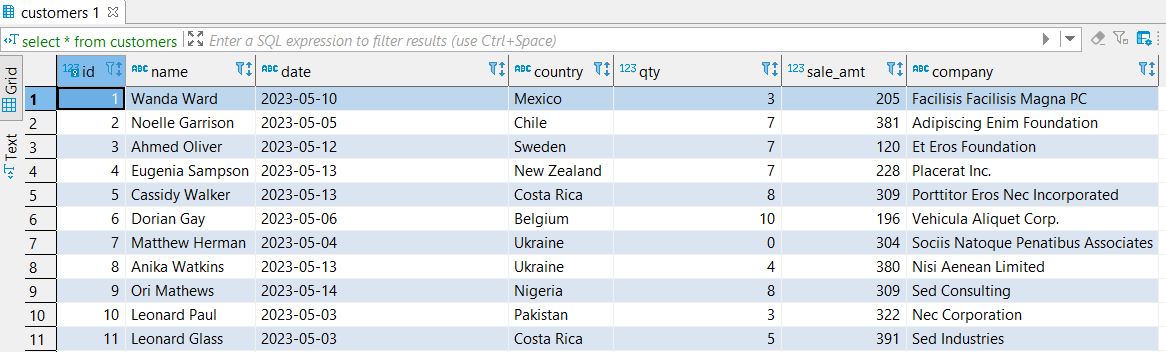 customers 1
select * from customers Enter a SQL expression to filter results (use Ctrl+Space)
Grid
Text
123 id ABC name ABC date ABC country 123 qty 123 sale_amt ABC company
1 1 Wanda Ward 2023-05-10 Mexico 3 205 Facilisis Facilisis Magna PC
2 2 Noelle Garrison 2023-05-05 Chile 7 381 Adipiscing Enim Foundation
3 3 Ahmed Oliver 2023-05-12 Sweden 7 120 Et Eros Foundation
4 4 Eugenia Sampson 2023-05-13 New Zealand 7 228 Placerat Inc.
5 5 Cassidy Walker 2023-05-13 Costa Rica 8 309 Porttitor Eros Nec Incorporated
6 6 Dorian Gay 2023-05-06 Belgium 10 196 Vehicula Aliquet Corp.
7 7 Matthew Herman 2023-05-04 Ukraine 0 304 Sociis Natoque Penatibus Associates
8 8 Anika Watkins 2023-05-13 Ukraine 4 380 Nisi Aenean Limited
9 9 Ori Mathews 2023-05-14 Nigeria 8 309 Sed Consulting
10 10 Leonard Paul 2023-05-03 Pakistan 3 322 Nec Corporation
11 11 Leonard Glass 2023-05-03 Costa Rica 5 391 Sed Industries